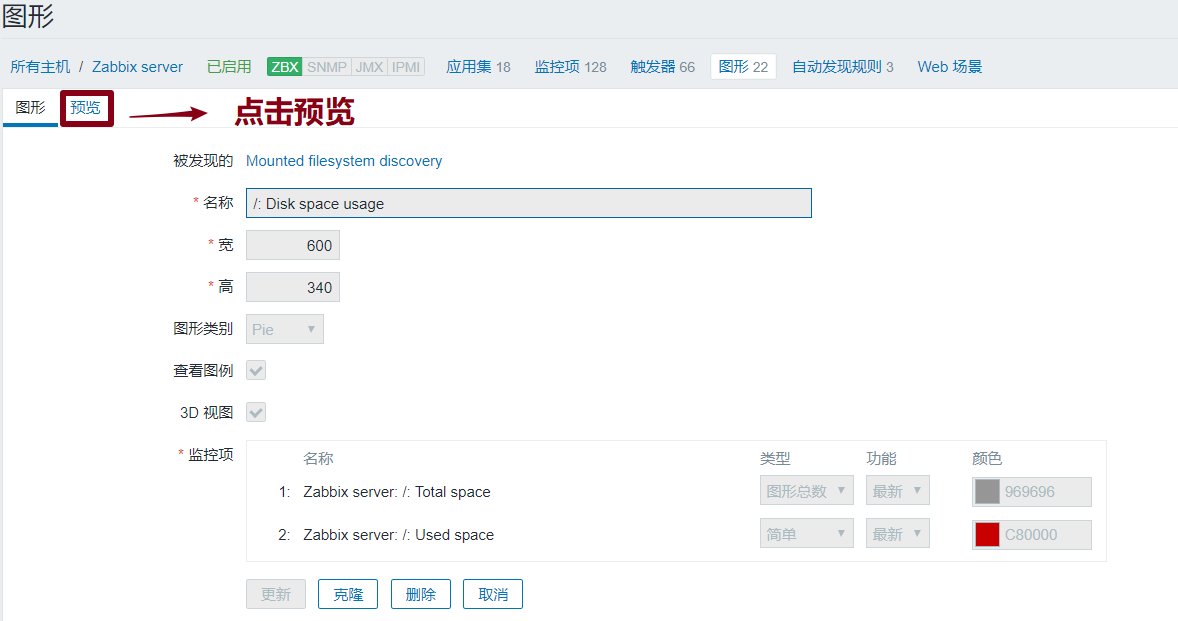 图形
所有主机 / Zabbix server 已启用 ZBX SNMP JMX IPMI 应用集 18 监控项 128 触发器 66 图形 22 自动发现规则 3 Web 场景
图形 预览 点击预览
被发现的 Mounted filesystem discovery
* 名称 /: Disk space usage
* 宽 600
* 高 340
图形类别 Pie
查看图例
3D 视图
* 监控项 名称 类型 功能 颜色
1: Zabbix server: /: Total space 图形总数 最新 969696
2: Zabbix server: /: Used space 简单 最新 C80000
更新 克隆 删除 取消